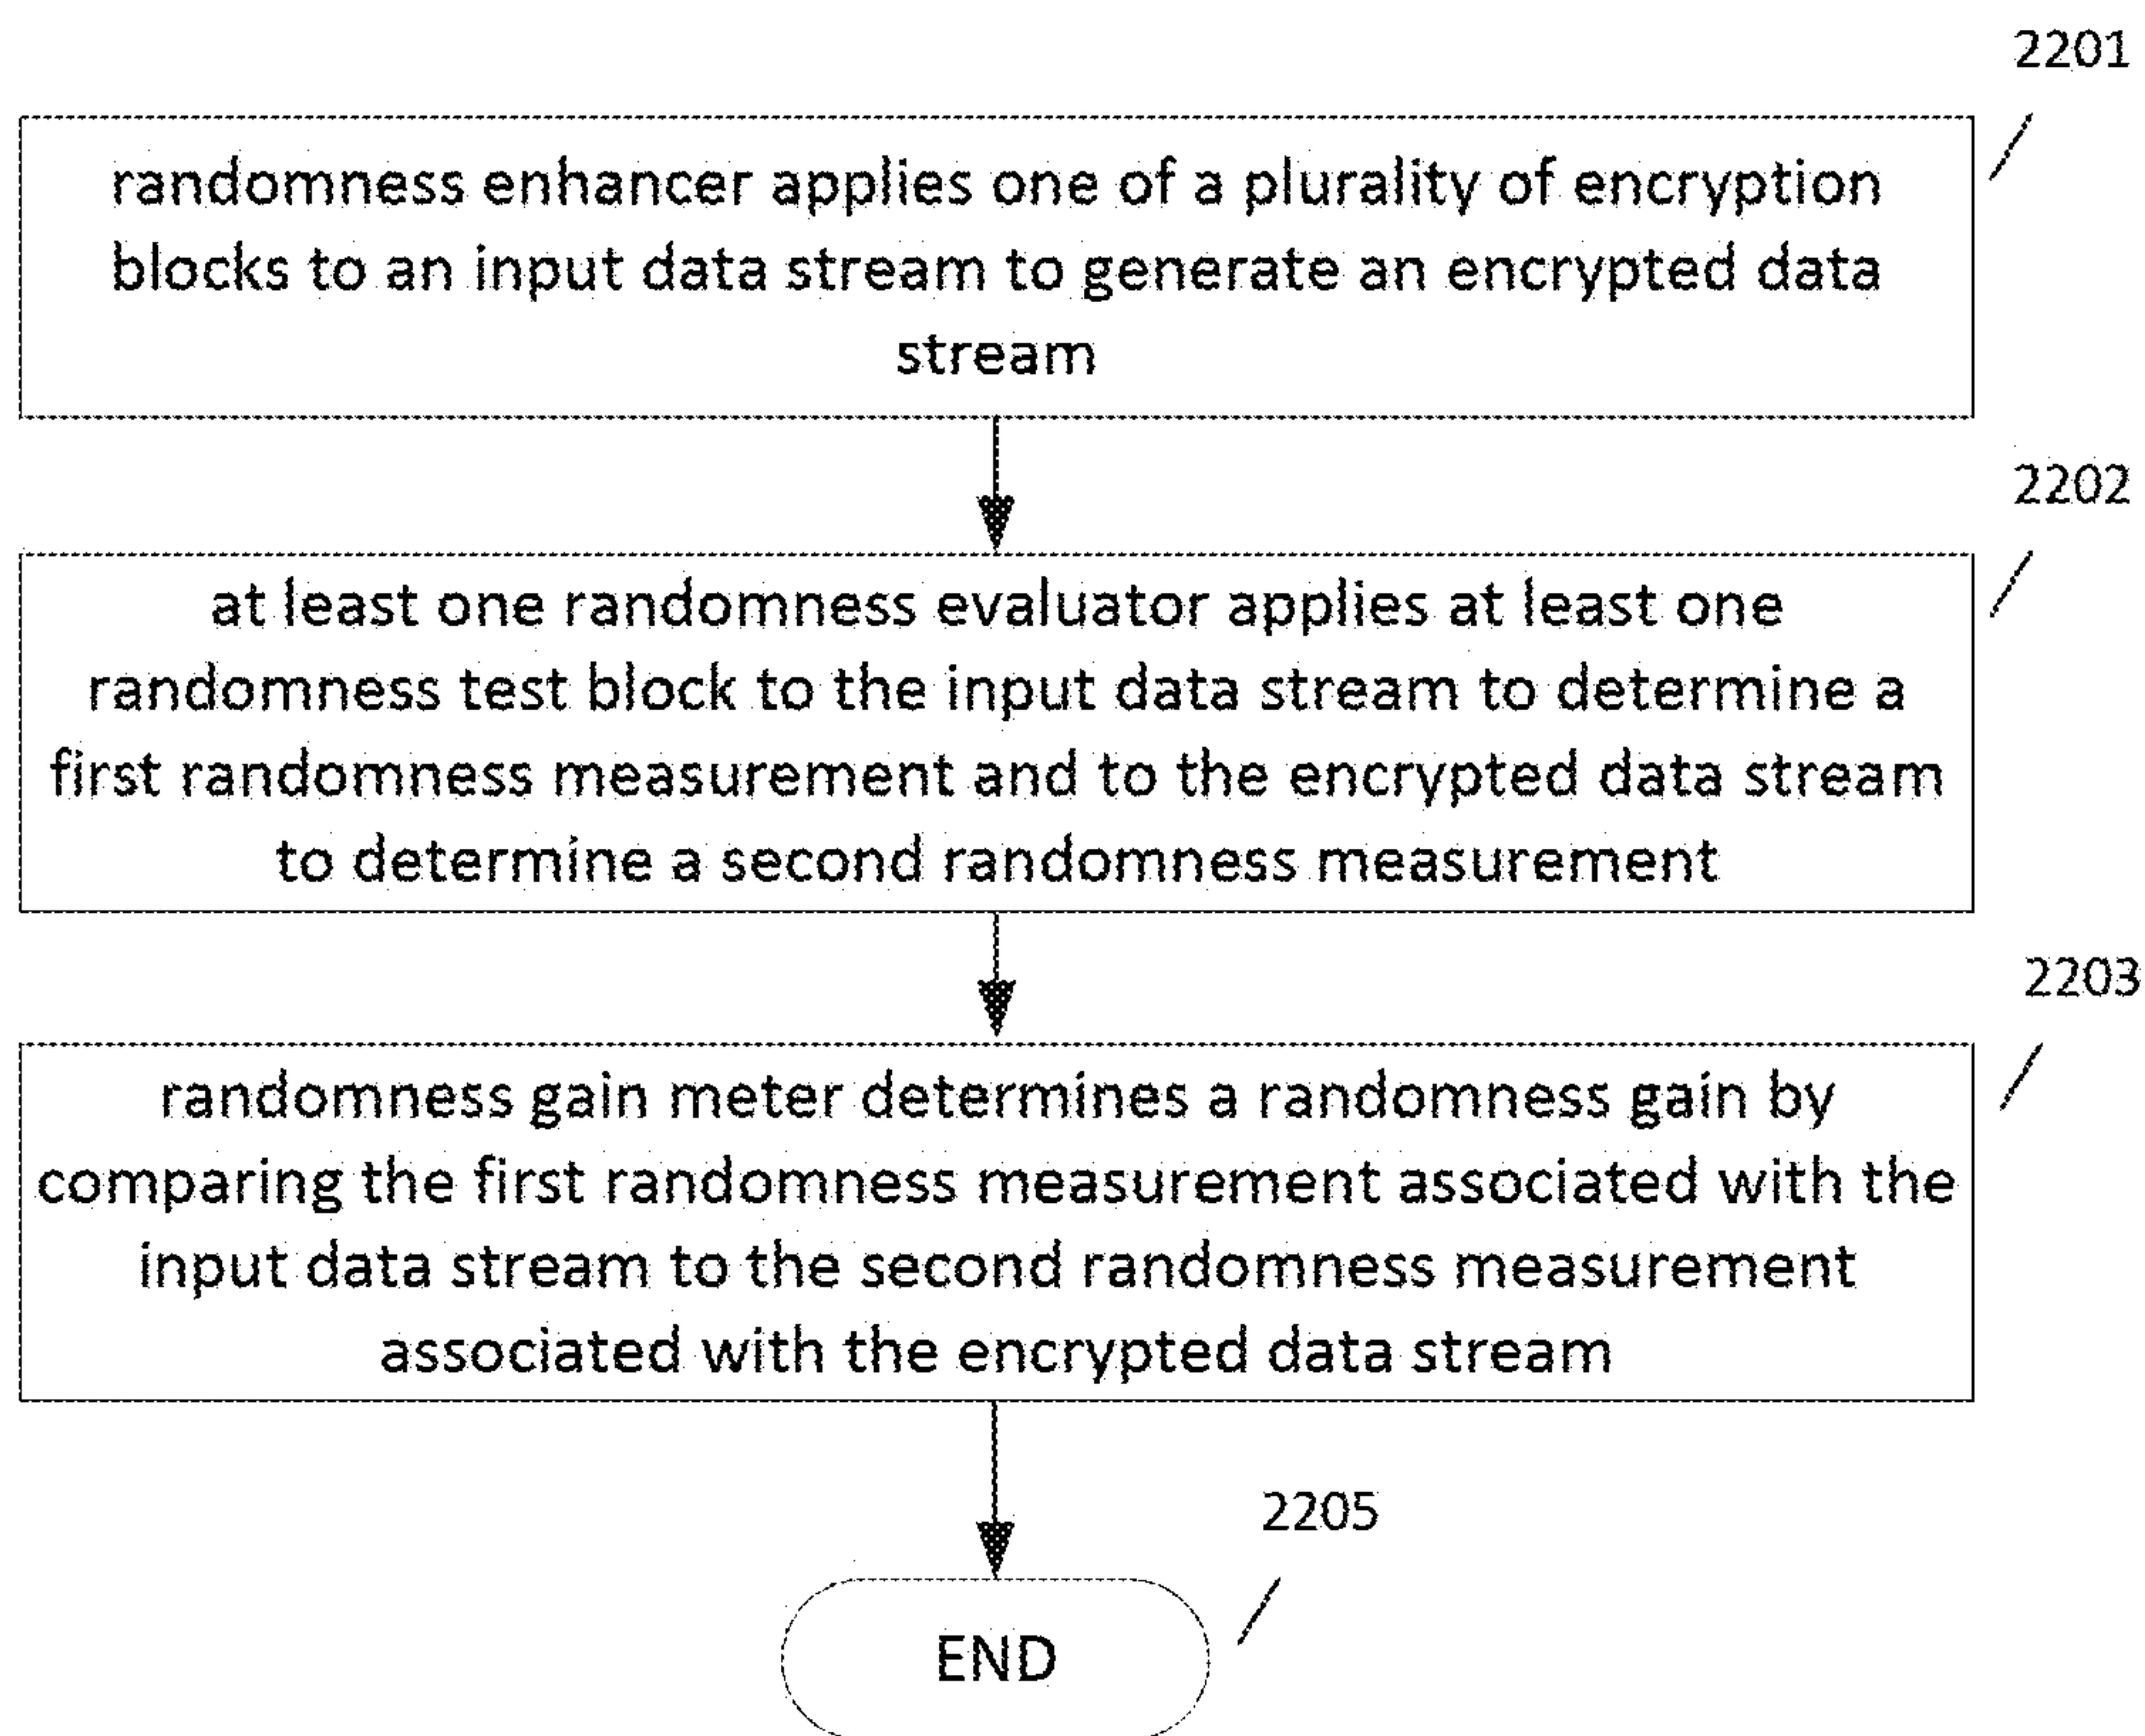 2201
randomness enhancer applies one of a plurality of encryption
blocks to an input data stream to generate an encrypted data
stream
2202
at least one randomness evaluator applies at least one
randomness test block to the input data stream to determine a
first randomness measurement and to the encrypted data stream
to determine a second randomness measurement
2203
randomness gain meter determines a randomness gain by
comparing the first randomness measurement associated with the
input data stream to the second randomness measurement
associated with the encrypted data stream
2205
END